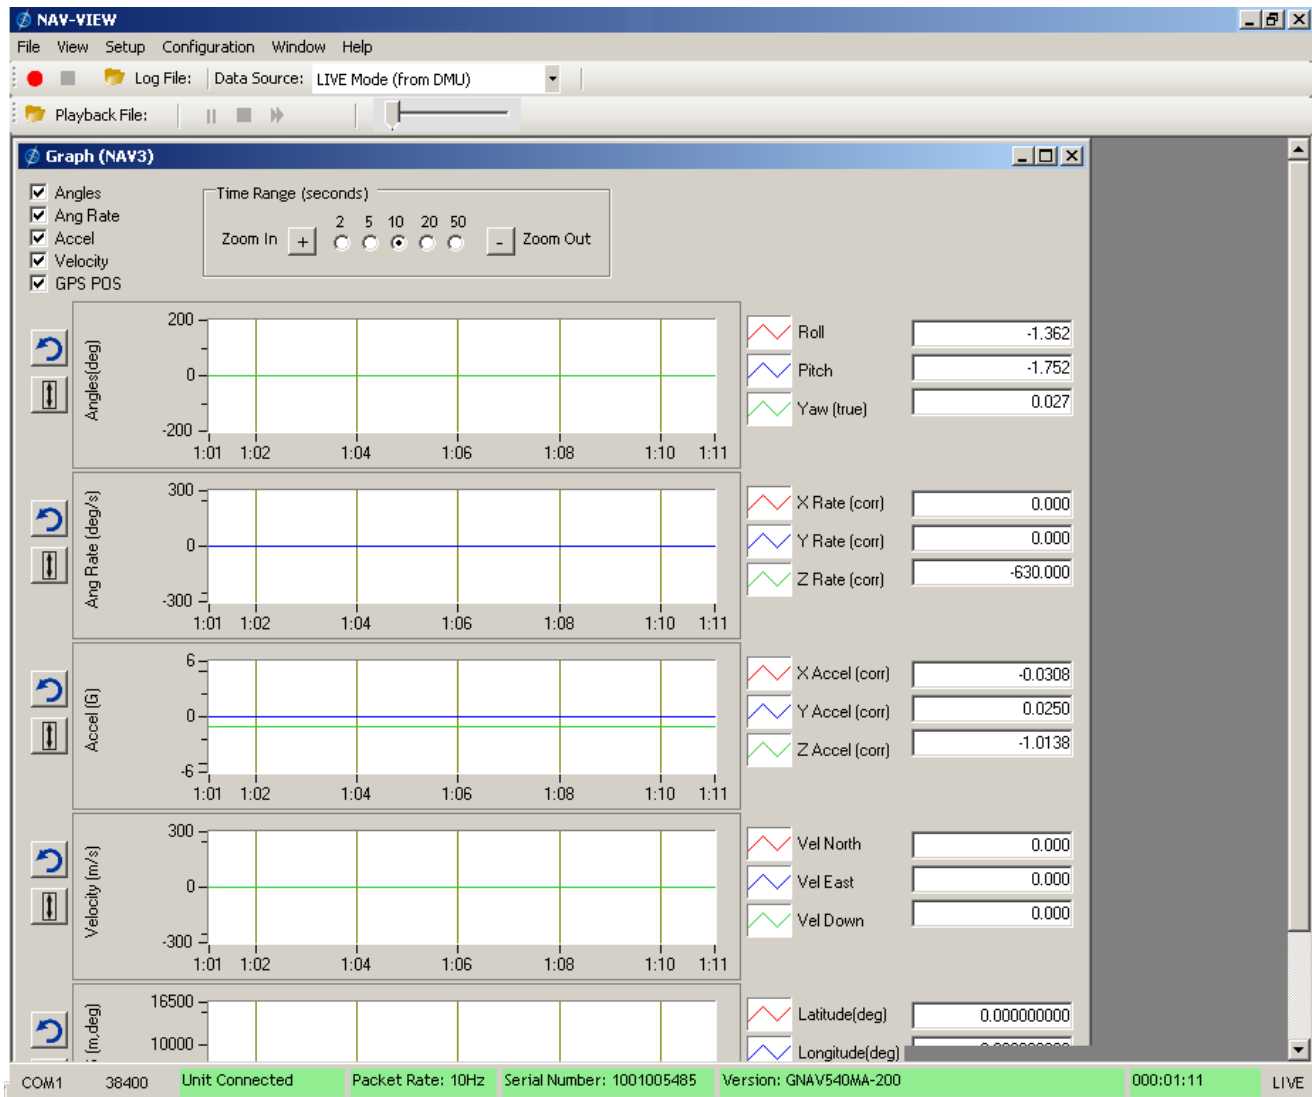 NAV-VIEW
File View Setup Configuration Window Help
Log File: Data Source: LIVE Mode (from DMU)
Playback File:
Graph (NAV3)
Angles
Ang Rate
Accel
Velocity
GPS POS
Time Range (seconds)
2 5 10 20 50
Zoom In + - Zoom Out
Angles(deg)
200
0
-200
1:01 1:02 1:04 1:06 1:08 1:10 1:11
Roll -1.362
Pitch -1.752
Yaw (true) 0.027
Ang Rate (deg/s)
300
0
-300
1:01 1:02 1:04 1:06 1:08 1:10 1:11
X Rate (corr) 0.000
Y Rate (corr) 0.000
Z Rate (corr) -630.000
Accel (G)
6
0
-6
1:01 1:02 1:04 1:06 1:08 1:10 1:11
X Accel (corr) -0.0308
Y Accel (corr) 0.0250
Z Accel (corr) -1.0138
Velocity (m/s)
300
0
-300
1:01 1:02 1:04 1:06 1:08 1:10 1:11
Vel North 0.000
Vel East 0.000
Vel Down 0.000
(m,deg)
16500
10000
Latitude(deg) 0.000000000
Longitude(deg)
COM1 38400 Unit Connected Packet Rate: 10Hz Serial Number: 1001005485 Version: GNAV540MA-200 000:01:11 LIVE